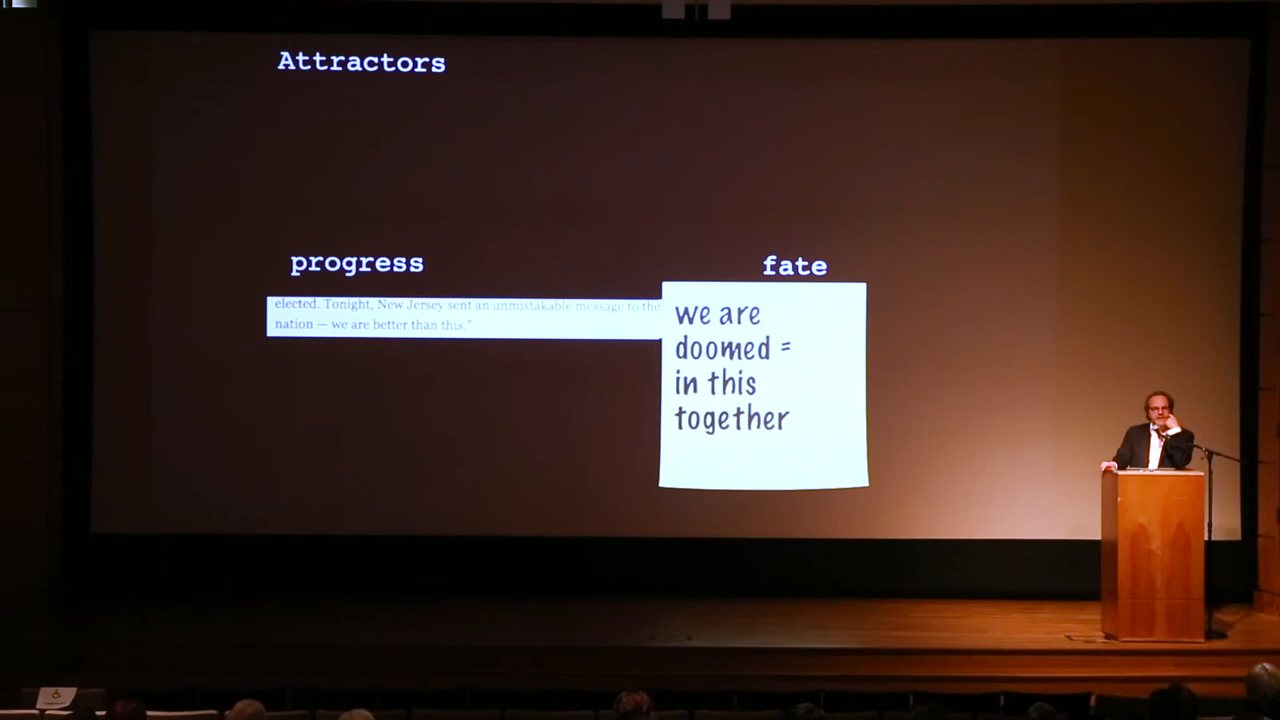 Attractors
progress
fate
elected. Tonight, New Jersey sent an unmistakable message to the
nation — we are better than this.”
we are
doomed =
in this
together